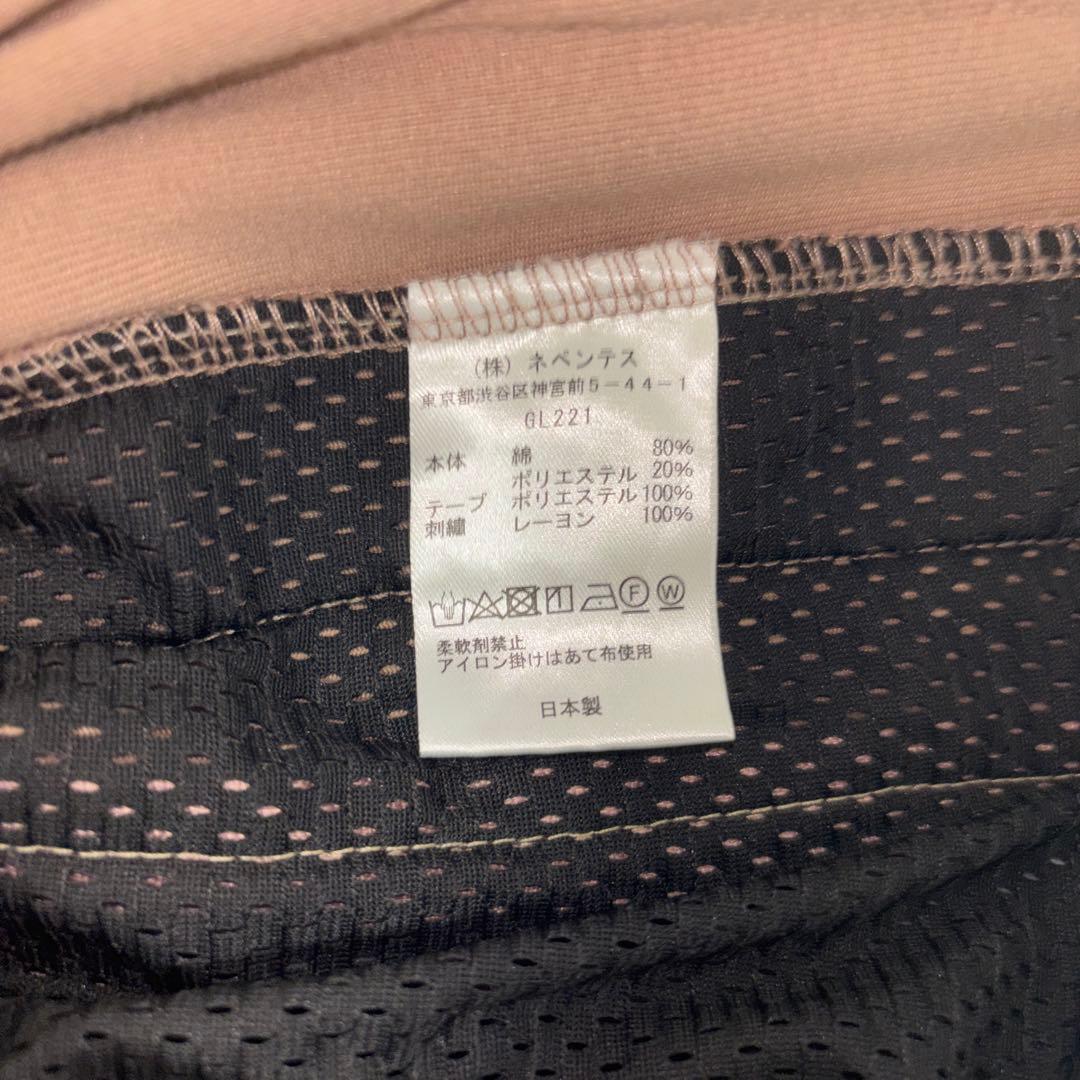 （株）ネペンテス
東京都渋谷区神宮前５－４４－１
GL221
本体 綿 80%
ポリエステル 20%
テープ ポリエステル 100%
刺繍 レーヨン 100%
F W
柔軟剤禁止
アイロン掛けはあて布使用
日本製